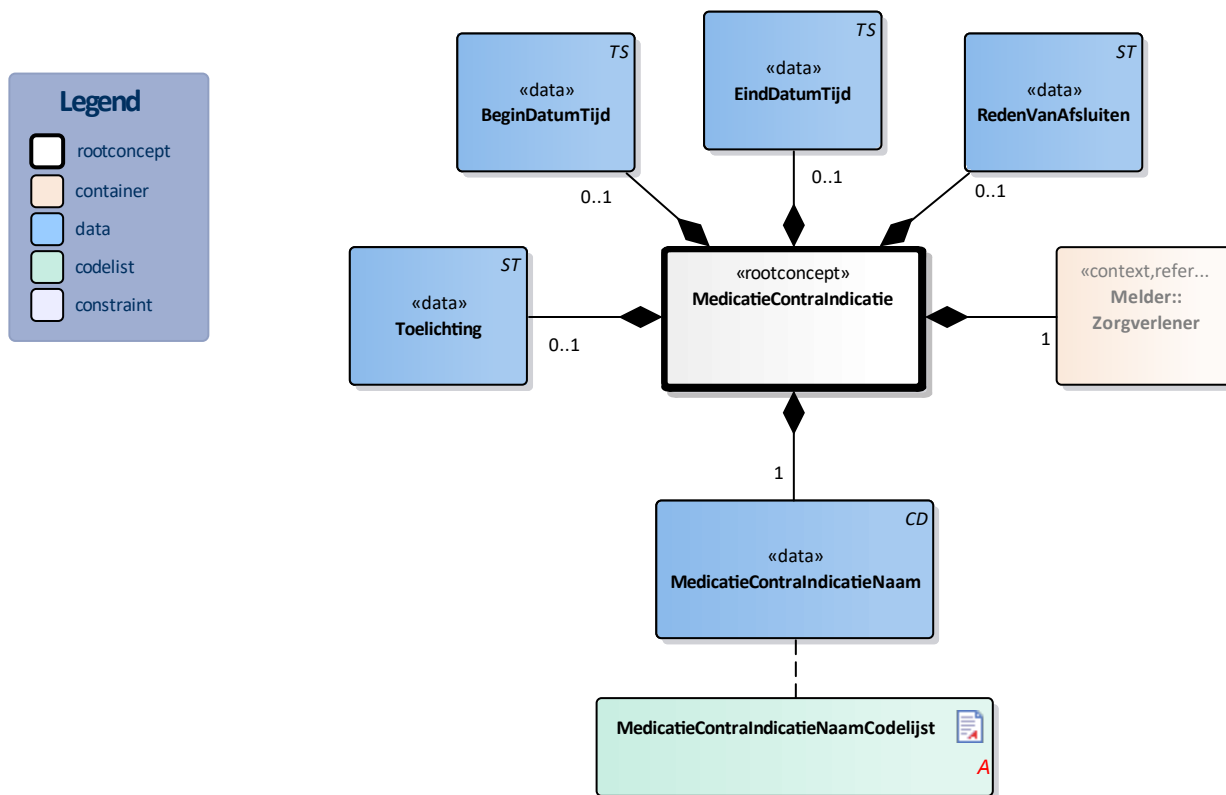 Legend
rootconcept
container
data
codelist
constraint
TS
«data»
BeginDatumTijd
0..1
TS
«data»
EindDatumTijd
0..1
ST
«data»
RedenVanAfsluiten
0..1
ST
«data»
Toelichting
0..1
«rootconcept»
MedicatieContraIndicatie
«context,refer...
Melder::
Zorgverlener
1
1
CD
«data»
MedicatieContraIndicatieNaam
MedicatieContraIndicatieNaamCodelijst
A
A